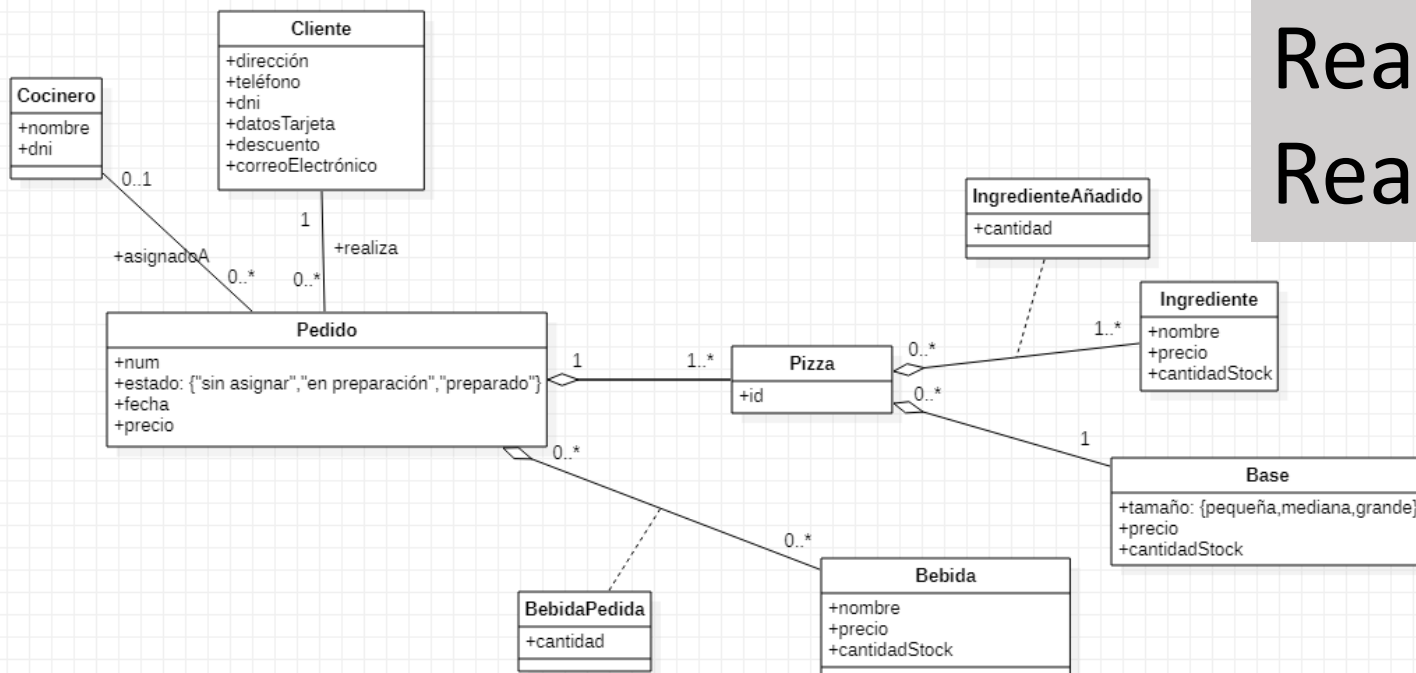 Cliente
+dirección
+teléfono
+dni
+datosTarjeta
+descuento
+correoElectrónico
Cocinero
+nombre
+dni
0..1
+asignadoA
0..*
1
+realiza
0..*
Pedido
+num
+estado: {"sin asignar","en preparación","preparado"}
+fecha
+precio
1
1..*
Pizza
+id
0..*
1..*
IngredienteAñadido
+cantidad
Ingrediente
+nombre
+precio
+cantidadStock
0..*
1
Base
+tamaño: {pequeña,mediana,grande}
+precio
+cantidadStock
0..*
0..*
BebidaPedida
+cantidad
Bebida
+nombre
+precio
+cantidadStock
Rea
Rea